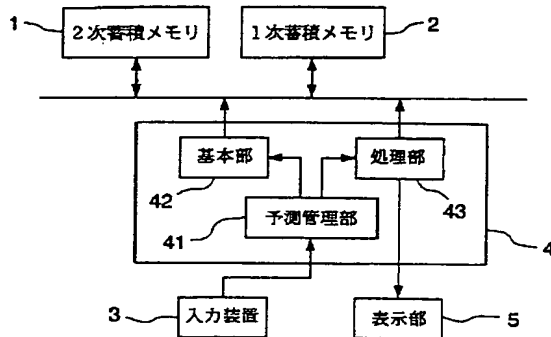 1
2次蓄積メモリ
1次蓄積メモリ
2
基本部
処理部
42
43
予測管理部
41
4
3
入力装置
表示部
5